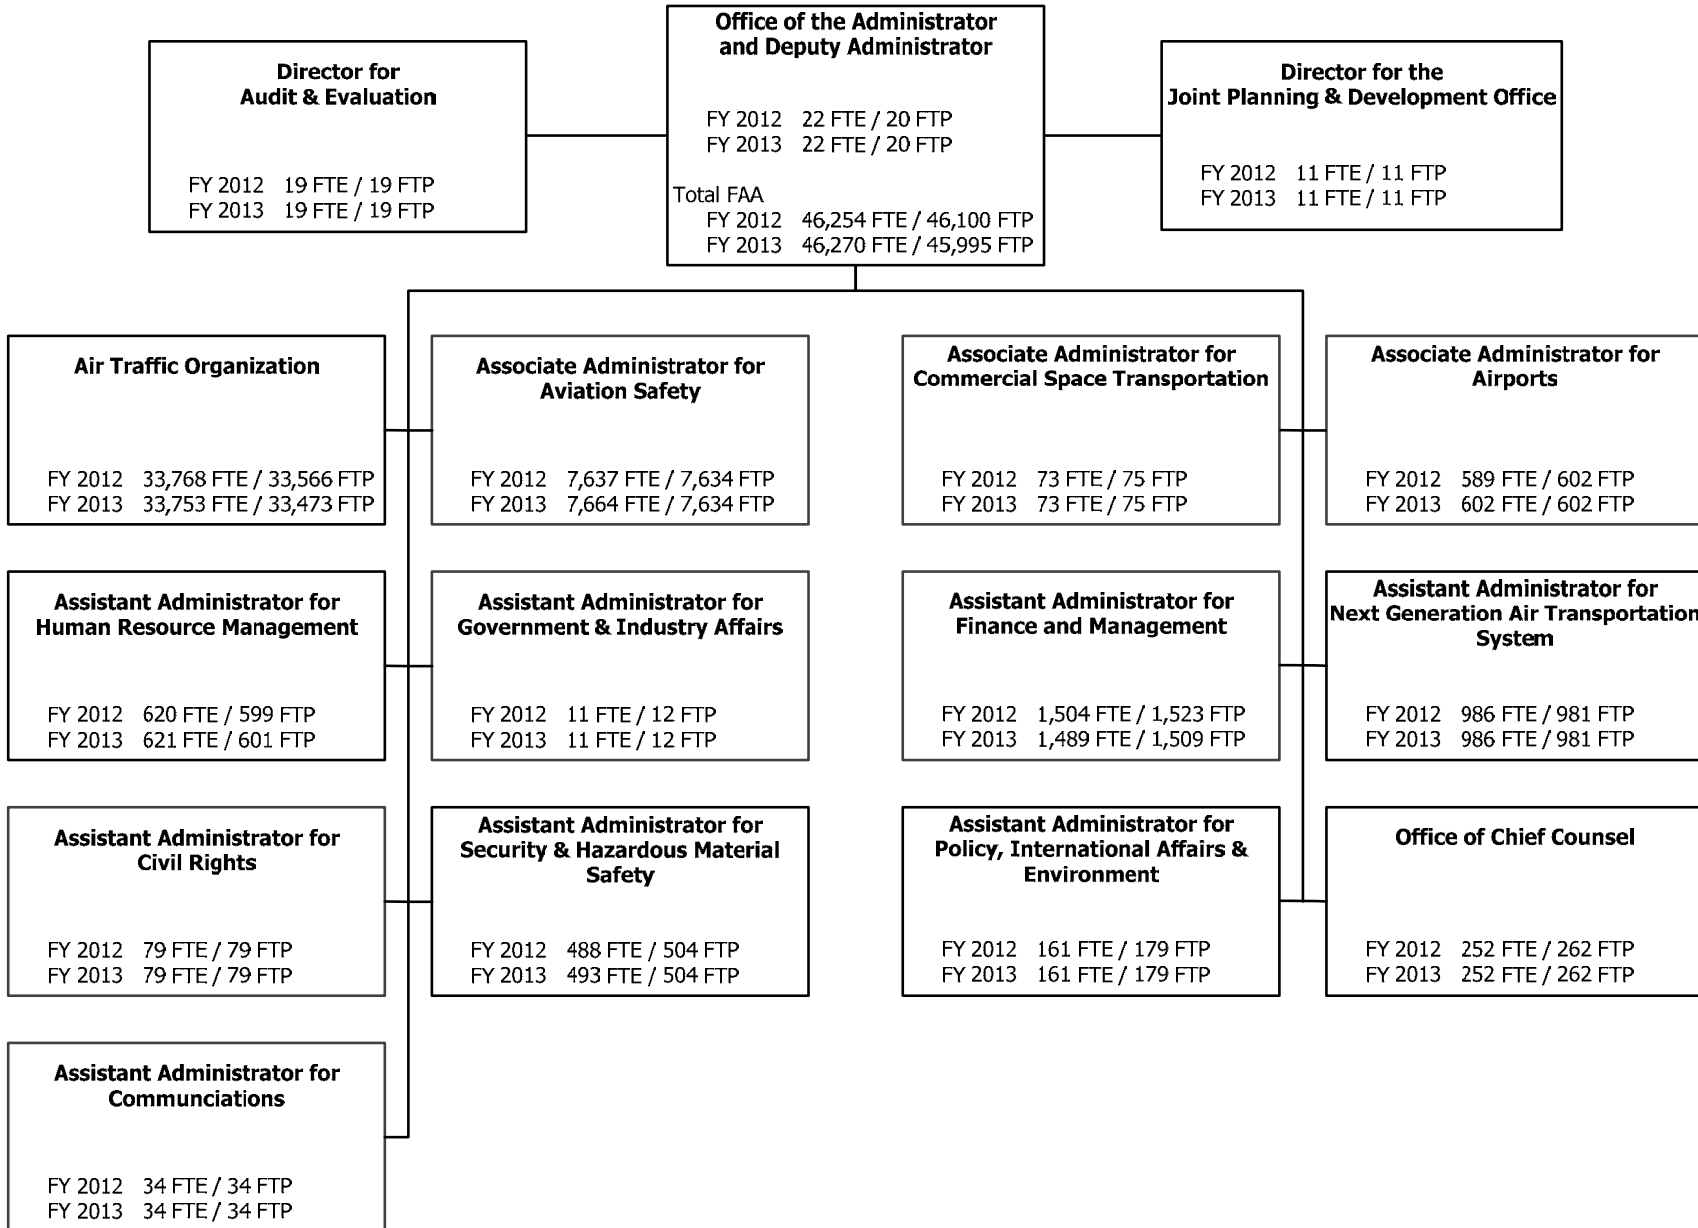 Office of the Administrator
and Deputy Administrator
FY 2012 22 FTE / 20 FTP
FY 2013 22 FTE / 20 FTP
Total FAA
FY 2012 46,254 FTE / 46,100 FTP
FY 2013 46,270 FTE / 45,995 FTP
Director for
Audit & Evaluation
FY 2012 19 FTE / 19 FTP
FY 2013 19 FTE / 19 FTP
Director for the
Joint Planning & Development Office
FY 2012 11 FTE / 11 FTP
FY 2013 11 FTE / 11 FTP
Air Traffic Organization
FY 2012 33,768 FTE / 33,566 FTP
FY 2013 33,753 FTE / 33,473 FTP
Associate Administrator for
Aviation Safety
FY 2012 7,637 FTE / 7,634 FTP
FY 2013 7,664 FTE / 7,634 FTP
Associate Administrator for
Commercial Space Transportation
FY 2012 73 FTE / 75 FTP
FY 2013 73 FTE / 75 FTP
Associate Administrator for
Airports
FY 2012 589 FTE / 602 FTP
FY 2013 602 FTE / 602 FTP
Assistant Administrator for
Human Resource Management
FY 2012 620 FTE / 599 FTP
FY 2013 621 FTE / 601 FTP
Assistant Administrator for
Government & Industry Affairs
FY 2012 11 FTE / 12 FTP
FY 2013 11 FTE / 12 FTP
Assistant Administrator for
Finance and Management
FY 2012 1,504 FTE / 1,523 FTP
FY 2013 1,489 FTE / 1,509 FTP
Assistant Administrator for
Next Generation Air Transportation
System
FY 2012 986 FTE / 981 FTP
FY 2013 986 FTE / 981 FTP
Assistant Administrator for
Civil Rights
FY 2012 79 FTE / 79 FTP
FY 2013 79 FTE / 79 FTP
Assistant Administrator for
Security & Hazardous Material
Safety
FY 2012 488 FTE / 504 FTP
FY 2013 493 FTE / 504 FTP
Assistant Administrator for
Policy, International Affairs &
Environment
FY 2012 161 FTE / 179 FTP
FY 2013 161 FTE / 179 FTP
Office of Chief Counsel
FY 2012 252 FTE / 262 FTP
FY 2013 252 FTE / 262 FTP
Assistant Administrator for
Communciations
FY 2012 34 FTE / 34 FTP
FY 2013 34 FTE / 34 FTP